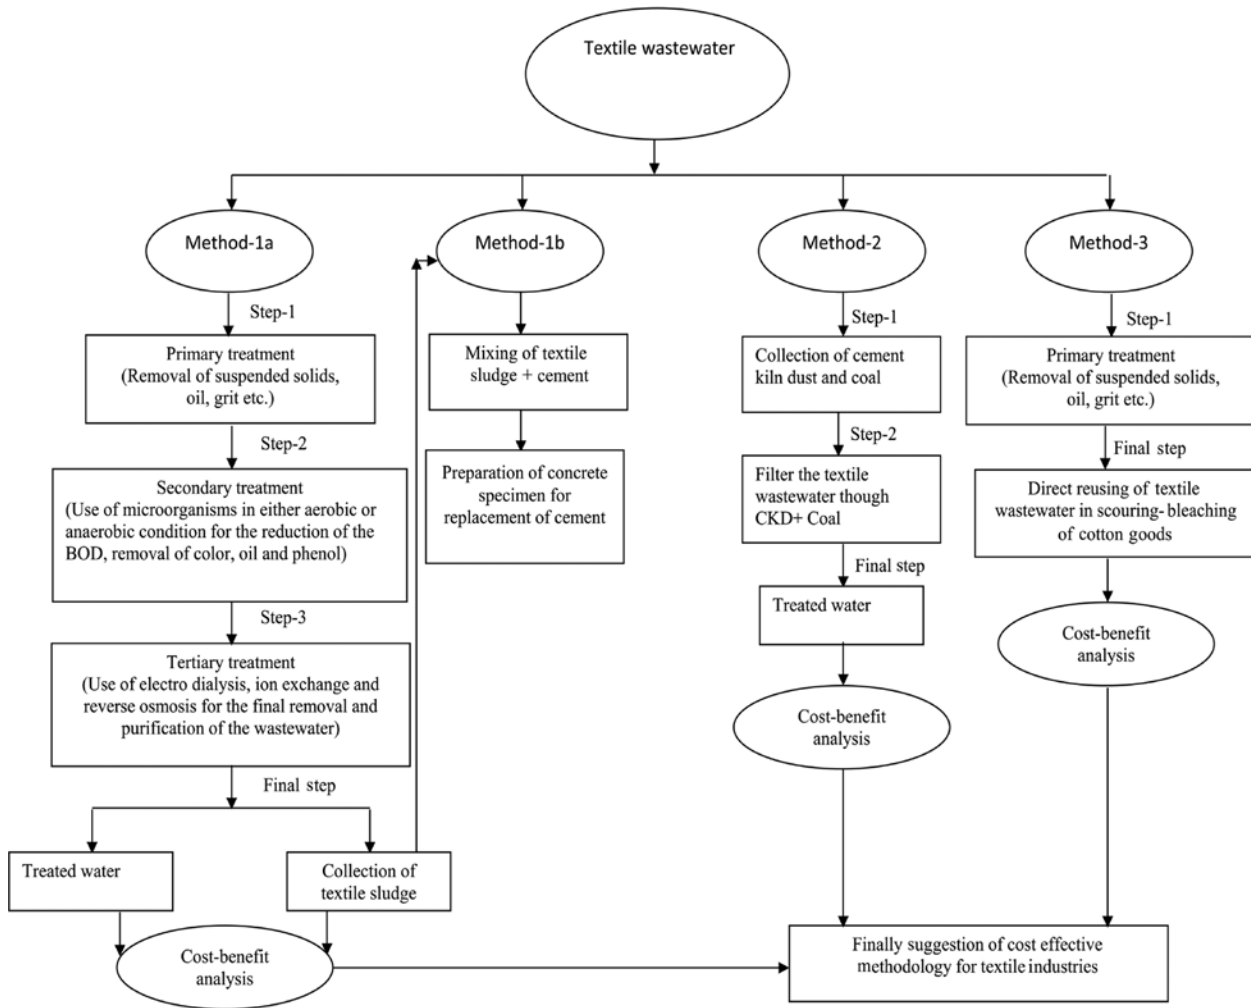 Textile wastewater
Method-1a
Method-1b
Method-2
Method-3
Step-1
Primary treatment
(Removal of suspended solids,
oil, grit etc.)
Step-2
Secondary treatment
(Use of microorganisms in either aerobic or
anaerobic condition for the reduction of the
BOD, removal of color, oil and phenol)
Step-3
Tertiary treatment
(Use of electro dialysis, ion exchange and
reverse osmosis for the final removal and
purification of the wastewater)
Final step
Treated water
Collection of
textile sludge
Cost-benefit
analysis
Mixing of textile
sludge + cement
Preparation of concrete
specimen for
replacement of cement
Step-1
Collection of cement
kiln dust and coal
Step-2
Filter the textile
wastewater though
CKD+ Coal
Final step
Treated water
Cost-benefit
analysis
Step-1
Primary treatment
(Removal of suspended solids,
oil, grit etc.)
Final step
Direct reusing of textile
wastewater in scouring- bleaching
of cotton goods
Cost-benefit
analysis
Finally suggestion of cost effective
methodology for textile industries